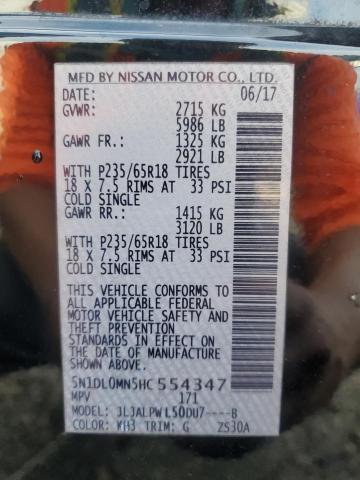 MFD BY NISSAN MOTOR CO., LTD.
DATE: 06/17
GVWR: 2715 KG
5986 LB
GAWR FR.: 1325 KG
2921 LB
WITH P235/65R18 TIRES
18 X 7.5 RIMS AT 33 PSI
COLD SINGLE
GAWR RR.: 1415 KG
3120 LB
WITH P235/65R18 TIRES
18 X 7.5 RIMS AT 33 PSI
COLD SINGLE
THIS VEHICLE CONFORMS TO
ALL APPLICABLE FEDERAL
MOTOR VEHICLE SAFETY AND
THEFT PREVENTION
STANDARDS IN EFFECT ON
THE DATE OF MANUFACTURE
SHOWN ABOVE.
5N1DL0MN5HC554347
MPV 171
MODEL: JL3ALPWL50DU7----B
COLOR: KH3 TRIM: G ZS30A